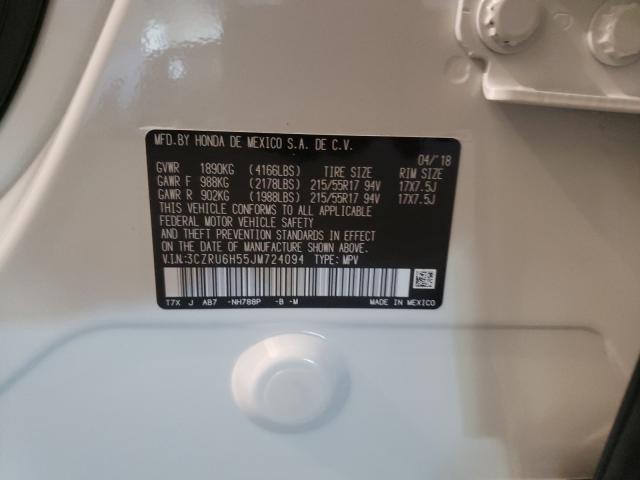 MFD.BY HONDA DE MEXICO S.A. DE C.V. 04/'18
GVWR 1890KG (4166LBS) TIRE SIZE RIM SIZE
GAWR F 988KG (2178LBS) 215/55R17 94V 17X7.5J
GAWR R 902KG (1988LBS) 215/55R17 94V 17X7.5J
THIS VEHICLE CONFORMS TO ALL APPLICABLE
FEDERAL MOTOR VEHICLE SAFETY
AND THEFT PREVENTION STANDARDS IN EFFECT
ON THE DATE OF MANUFACTURE SHOWN ABOVE.
V.I.N:3CZRU6H55JM724094 TYPE: MPV
T7X J AB7 -NH788P -B -M MADE IN MEXICO